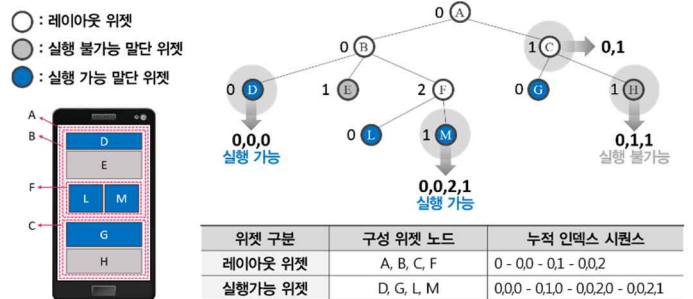 : 레이아웃 위젯
: 실행 불가능 말단 위젯
: 실행 가능 말단 위젯
A
B
D
E
F
L
M
C
G
H
0 A
0 B
1 C
0,1
0 D
1 E
2 F
0 G
1 H
0,0,0
실행 가능
0 L
1 M
0,1,1
실행 불가능
0,0,2,1
실행 가능
위젯 구분 구성 위젯 노드 누적 인덱스 시퀀스
레이아웃 위젯 A, B, C, F 0 - 0,0 - 0,1 - 0,0,2
실행가능 위젯 D, G, L, M 0,0,0 - 0,1,0 - 0,0,2,0 - 0,0,2,1